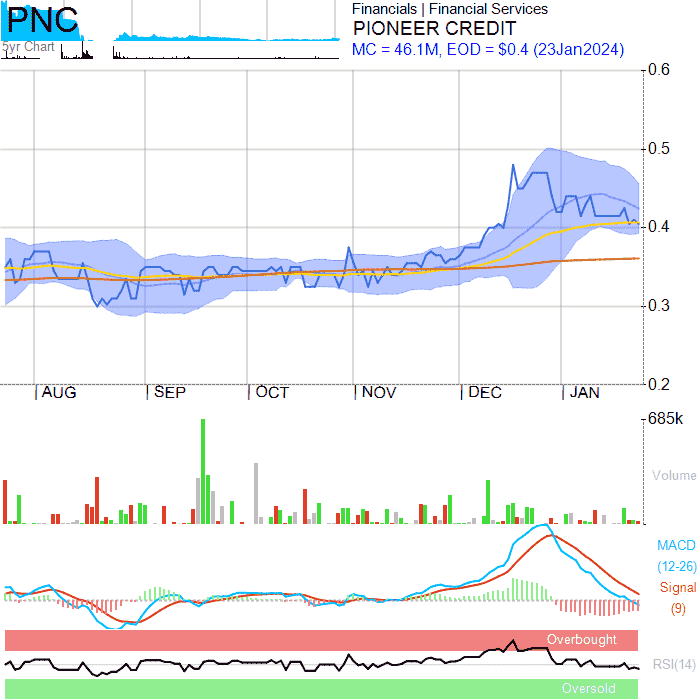 PNC
5yr Chart
Financials | Financial Services
PIONEER CREDIT
MC = 46.1M, EOD = $0.4 (23Jan2024)
0.6
0.5
0.4
0.3
0.2
AUG SEP OCT NOV DEC JAN
685k
Volume
MACD
(12-26)
Signal
(9)
Overbought
RSI(14)
Oversold